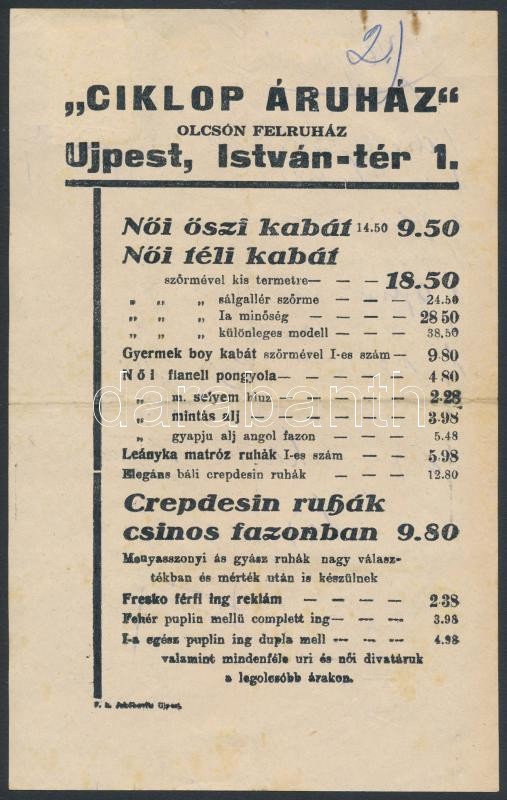 2.)
„CIKLOP ÁRUHÁZ“
OLCSÓN FELRUHÁZ
Ujpest, István-tér 1.
Női őszi kabát 14.50 9.50
Női téli kabát
szőrmével kis termetre— — — 18.50
„ „ „ sálgallér szőrme — — — 24.50
„ „ „ Ia minőség — — — 28 50
„ „ „ különleges modell — — — 38.50
Gyermek boy kabát szőrmével I-es szám — 9.80
Női flanell pongyola — — — — — 4 80
„ m. selyem bluz — — — — — 2·28
„ mintás alj — — — — — 3.98
„ gyapju alj angol fazon — — — 5.48
Leányka matróz ruhák I-es szám — — 5.98
Elegáns báli crepdesin ruhák — — — 12.80
Crepdesin ruhák
csinos fazonban 9.80
Menyasszonyi ás gyász ruhák nagy válasz-
tékban és mérték után is készülnek
Fresko férfi ing reklám — — — — 2·38
Fehér puplin mellü complett ing — — — 3.98
I-a egész puplin ing dupla mell — — — 4.98
valamint mindenféle uri és női divatáruk
a legolcsóbb árakon.
darabanth
Ujpest.